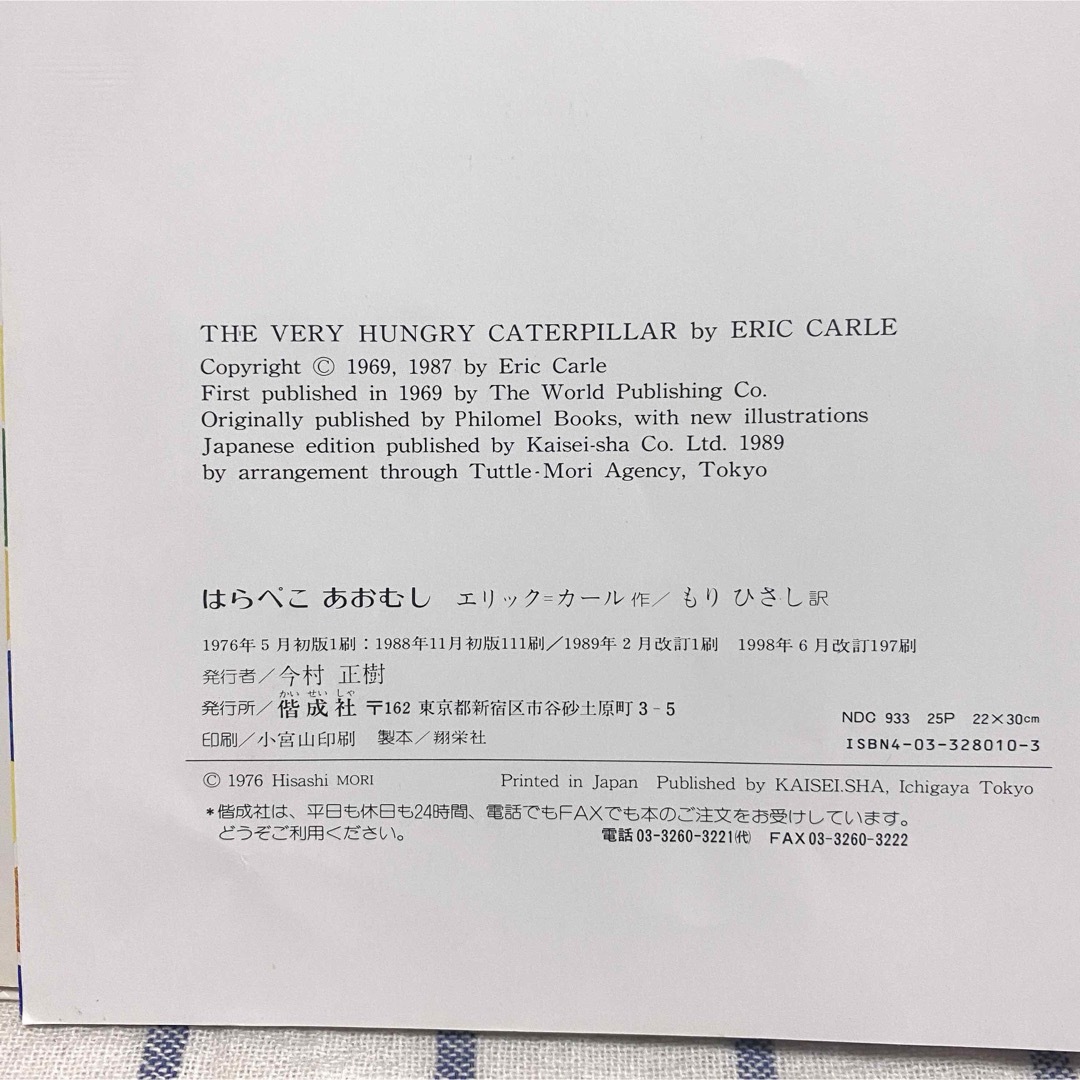 THE VERY HUNGRY CATERPILLAR by ERIC CARLE
Copyright © 1969, 1987 by Eric Carle
First published in 1969 by The World Publishing Co.
Originally published by Philomel Books, with new illustrations
Japanese edition published by Kaisei-sha Co. Ltd. 1989
by arrangement through Tuttle-Mori Agency, Tokyo
はらぺこ あおむし エリック=カール作/もり ひさし訳
1976年5月初版1刷:1988年11月初版111刷/1989年2月改訂1刷 1998年6月改訂197刷
発行者/今村 正樹
かい せい しゃ
発行所/偕成社 〒162 東京都新宿区市谷砂土原町3-5
印刷/小宮山印刷 製本/翔栄社
NDC 933 25P 22×30cm
ISBN4-03-328010-3
© 1976 Hisashi MORI Printed in Japan Published by KAISEI.SHA, Ichigaya Tokyo
*偕成社は、平日も休日も24時間、電話でもFAXでも本のご注文をお受けしています。
どうぞご利用ください。 電話03-3260-3221㈹ FAX03-3260-3222